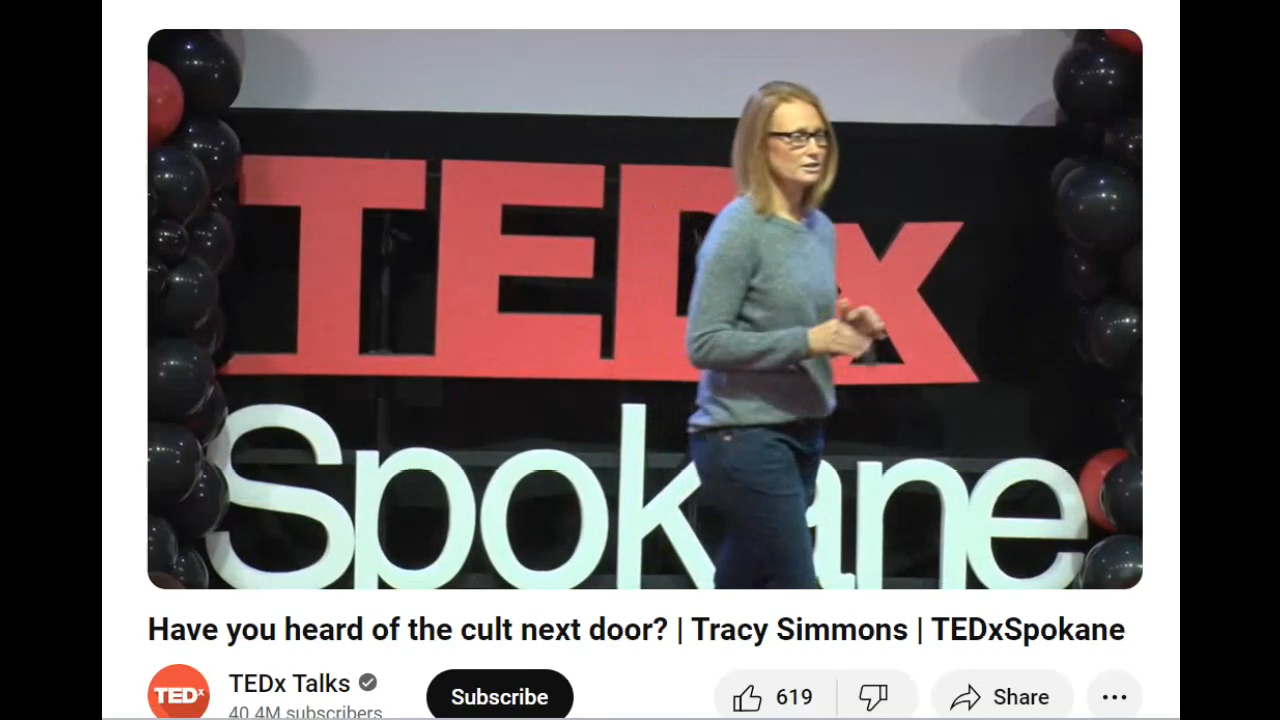 TEDx
Spokane
Have you heard of the cult next door? | Tracy Simmons | TEDxSpokane
TEDx
TEDx Talks
Subscribe
619
Share
40.4M subscribers